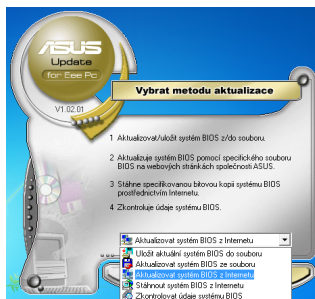 ASUS
Update
for Eee Pc
V1.02.01
Vybrat metodu aktualizace
1 Aktualizovat/uložit systém BIOS z/do souboru.
2 Aktualizuje systém BIOS pomocí specifického souboru
BIOS na webových stránkách společnosti ASUS.
3 Stáhne specifikovanou bitovou kopii systému BIOS
prostřednictvím Internetu.
4 Zkontroluje údaje systému BIOS.
Aktualizovat systém BIOS z Internetu
Uložit aktuální systém BIOS do souboru
Aktualizovat systém BIOS ze souboru
Aktualizovat systém BIOS z Internetu
Stáhnout systém BIOS z Internetu
Zkontrolovat údaje systému BIOS